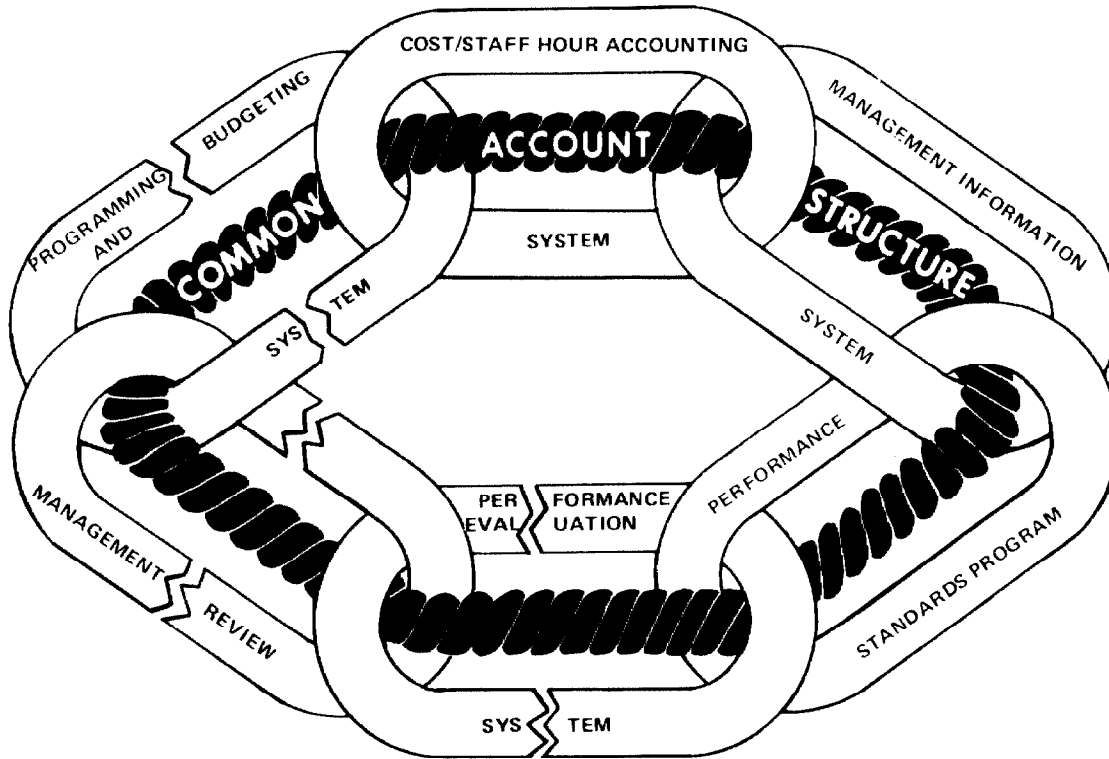 COST/STAFF HOUR ACCOUNTING
SYSTEM
BUDGETING
PROGRAMMING
AND
SYS TEM
COMMON
ACCOUNT
STRUCTURE
MANAGEMENT INFORMATION
SYSTEM
PERFORMANCE
STANDARDS PROGRAM
PER FORMANCE
EVAL UATION
SYS TEM
MANAGEMENT
REVIEW